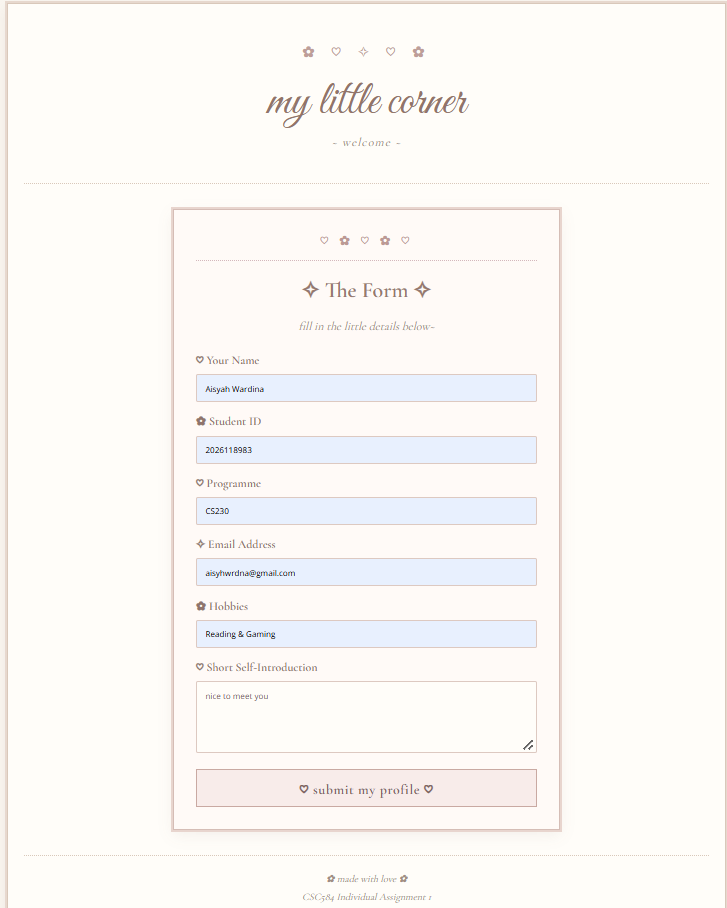 ✿ ♡ ✧ ♡ ✿
my little corner
~ welcome ~
♡ ✿ ♡ ✿ ♡
✧ The Form ✧
fill in the little details below~
♡ Your Name
Aisyah Wardina
✿ Student ID
2026118983
♡ Programme
CS230
✧ Email Address
aisyhwrdna@gmail.com
✿ Hobbies
Reading & Gaming
♡ Short Self-Introduction
nice to meet you
♡ submit my profile ♡
✿ made with love ✿
CSC584 Individual Assignment 1